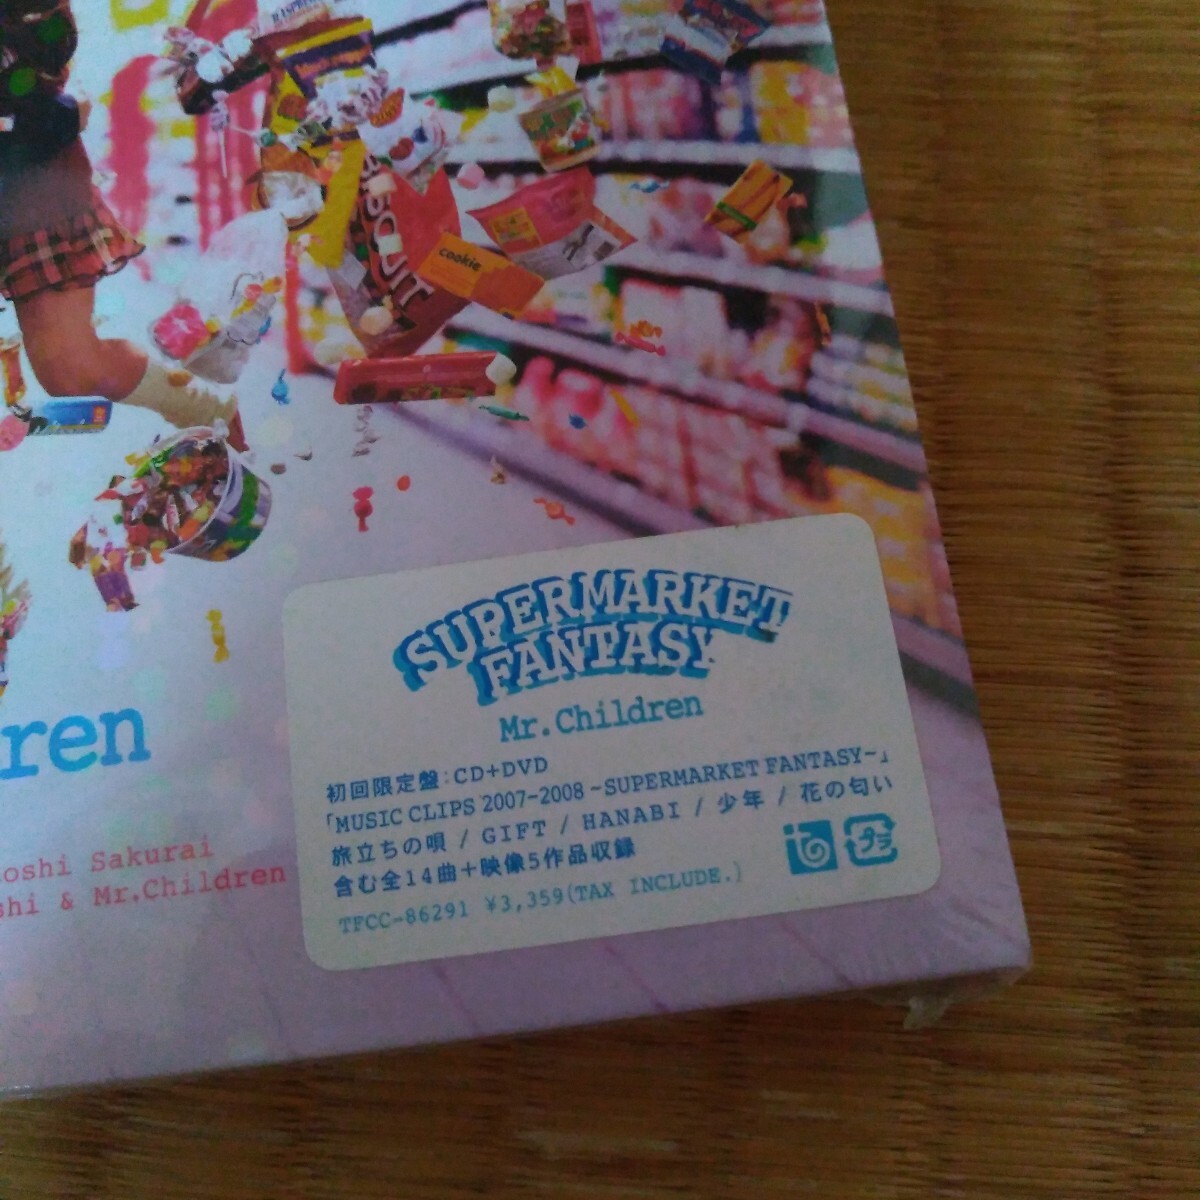 RASPBERRY
BISCUIT
cookie
SUPERMARKET
FANTASY
Mr.Children
初回限定盤:CD+DVD
「MUSIC CLIPS 2007-2008 ~SUPERMARKET FANTASY~」
旅立ちの唄 / GIFT / HANABI / 少年 / 花の匂い
含む全14曲+映像5作品収録
TFCC-86291 ¥3,359(TAX INCLUDE.)
プラ
ren
oshi Sakurai
shi & Mr.Children